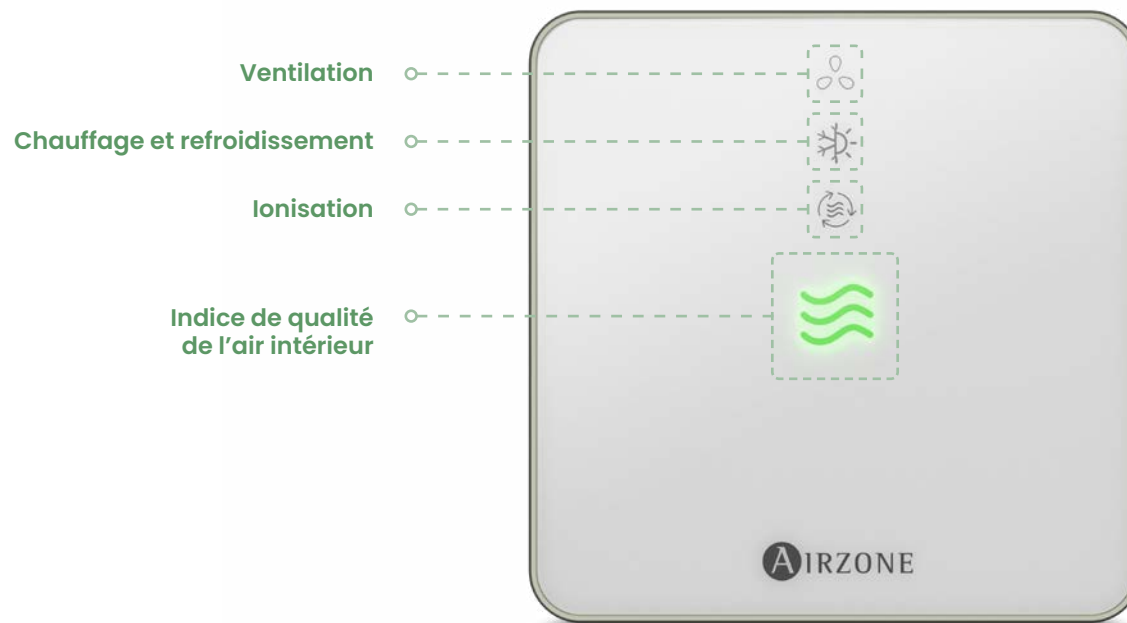 Ventilation
Chauffage et refroidissement
Ionisation
Indice de qualité
de l’air intérieur
AIRZONE